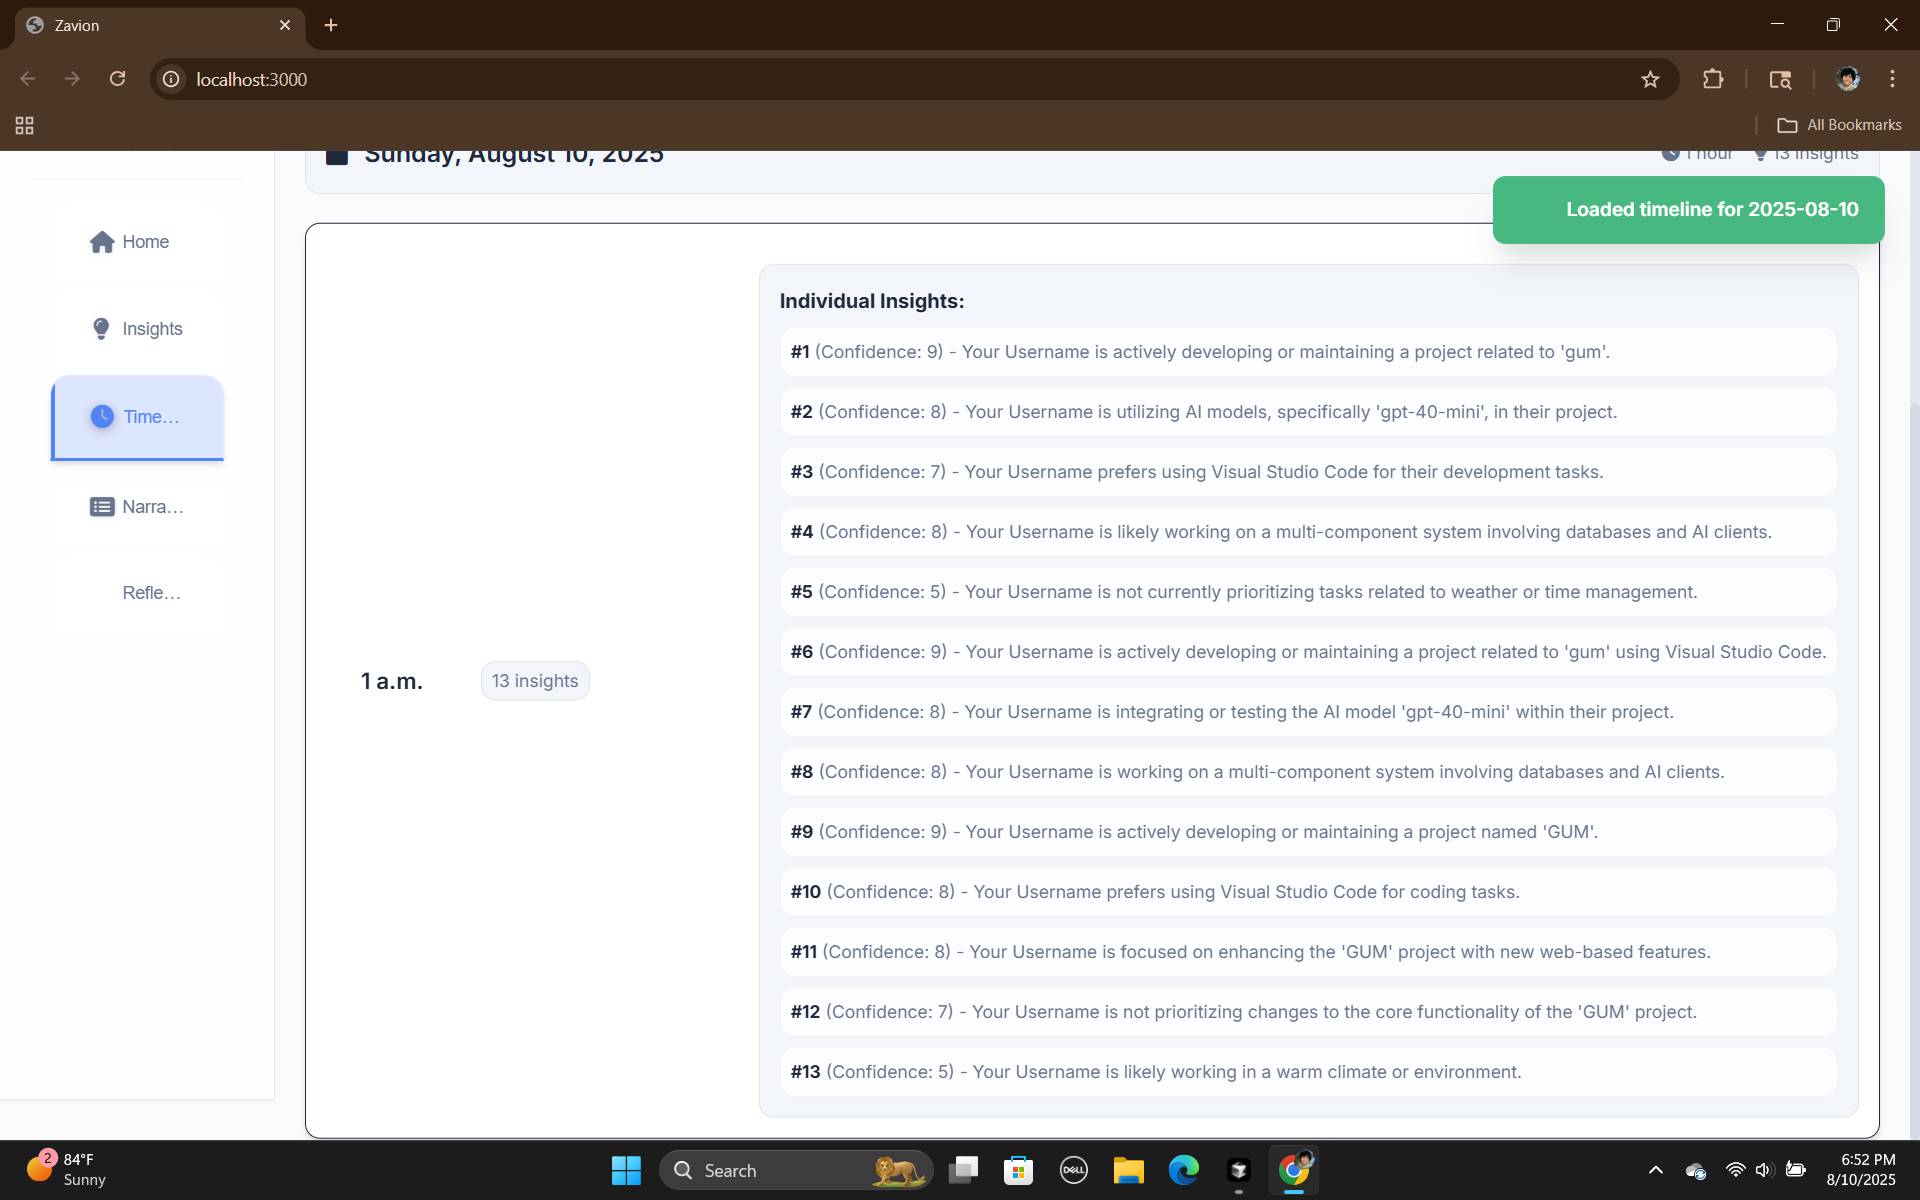 Zavion
localhost:3000
All Bookmarks
Sunday, August 10, 2025
1 hour
13 insights
Loaded timeline for 2025-08-10
Home
Insights
Time...
Narra...
Refle...
1 a.m.
13 insights
Individual Insights:
#1 (Confidence: 9) - Your Username is actively developing or maintaining a project related to 'gum'.
#2 (Confidence: 8) - Your Username is utilizing AI models, specifically 'gpt-40-mini', in their project.
#3 (Confidence: 7) - Your Username prefers using Visual Studio Code for their development tasks.
#4 (Confidence: 8) - Your Username is likely working on a multi-component system involving databases and AI clients.
#5 (Confidence: 5) - Your Username is not currently prioritizing tasks related to weather or time management.
#6 (Confidence: 9) - Your Username is actively developing or maintaining a project related to 'gum' using Visual Studio Code.
#7 (Confidence: 8) - Your Username is integrating or testing the AI model 'gpt-40-mini' within their project.
#8 (Confidence: 8) - Your Username is working on a multi-component system involving databases and AI clients.
#9 (Confidence: 9) - Your Username is actively developing or maintaining a project named 'GUM'.
#10 (Confidence: 8) - Your Username prefers using Visual Studio Code for coding tasks.
#11 (Confidence: 8) - Your Username is focused on enhancing the 'GUM' project with new web-based features.
#12 (Confidence: 7) - Your Username is not prioritizing changes to the core functionality of the 'GUM' project.
#13 (Confidence: 5) - Your Username is likely working in a warm climate or environment.
2
84°F
Sunny
Search
DELL
6:52 PM
8/10/2025